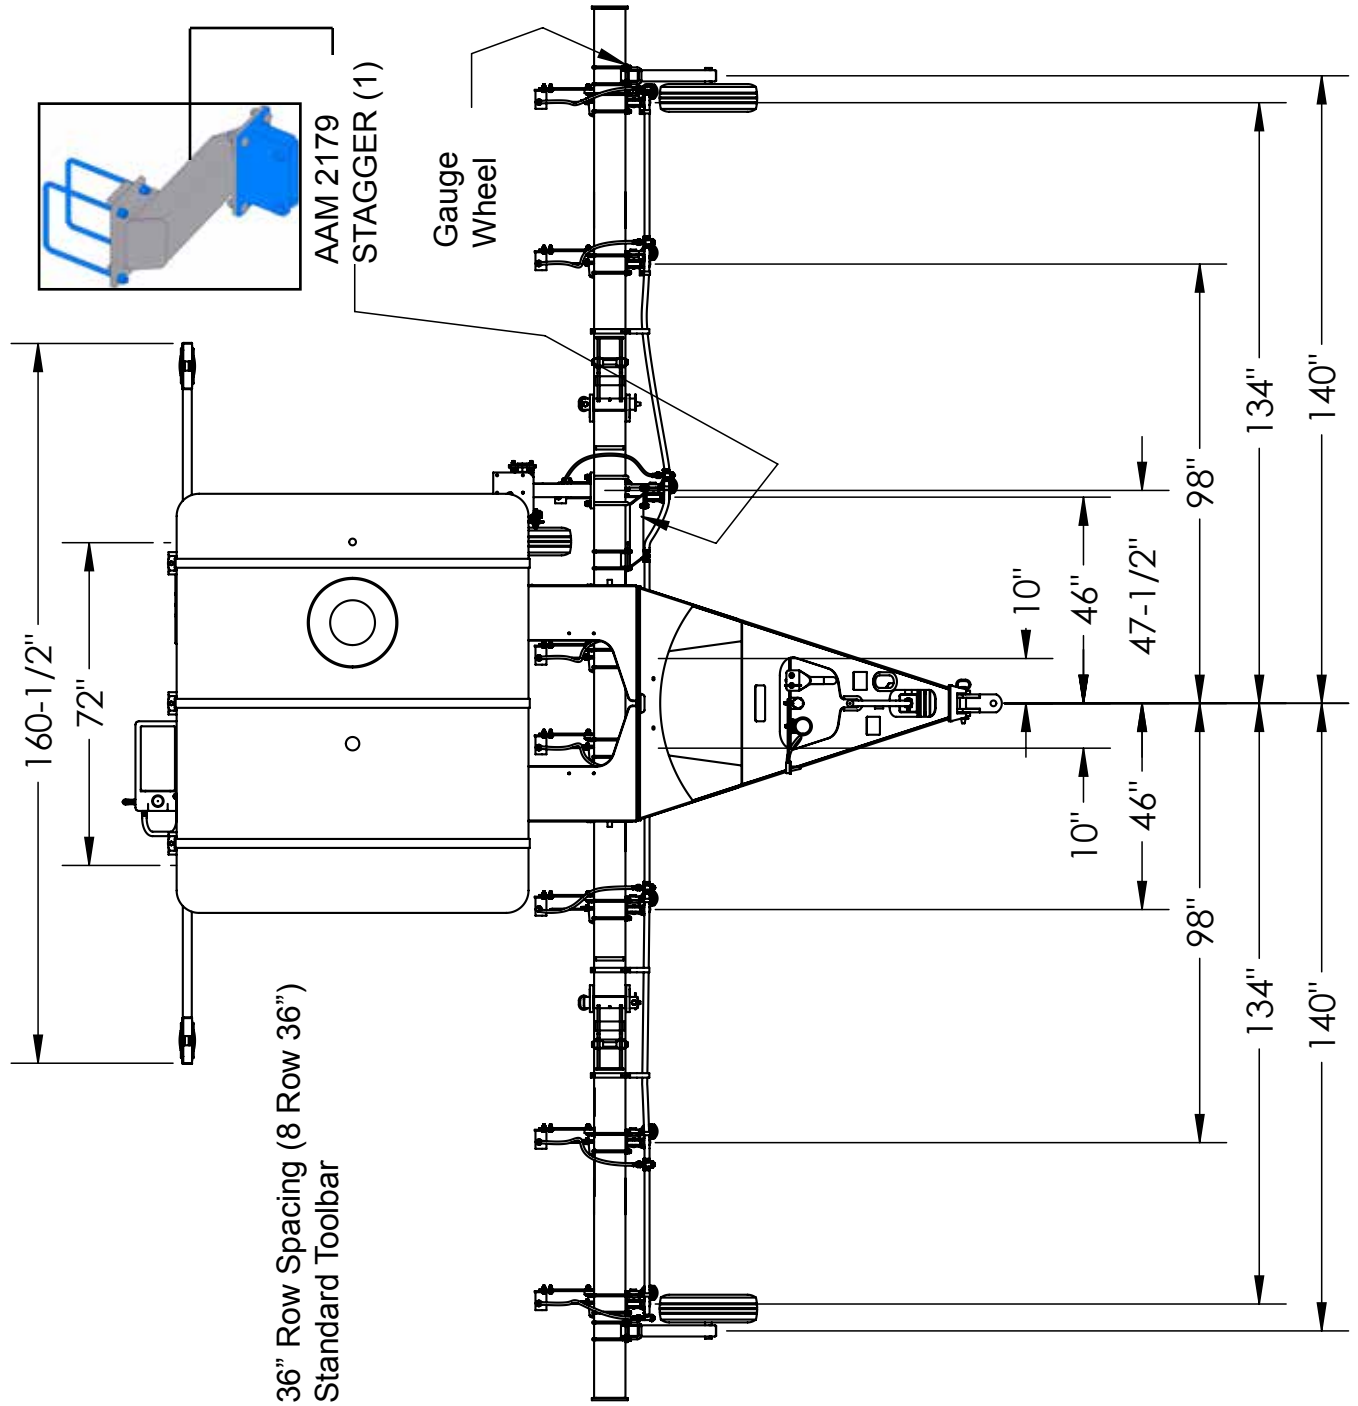 36” Row Spacing (8 Row 36”)
Standard Toolbar
160-1/2"
72"
AAM 2179
STAGGER (1)
Gauge
Wheel
10"
46"
47-1/2"
98"
134"
140"
10"
46"
98"
134"
140"